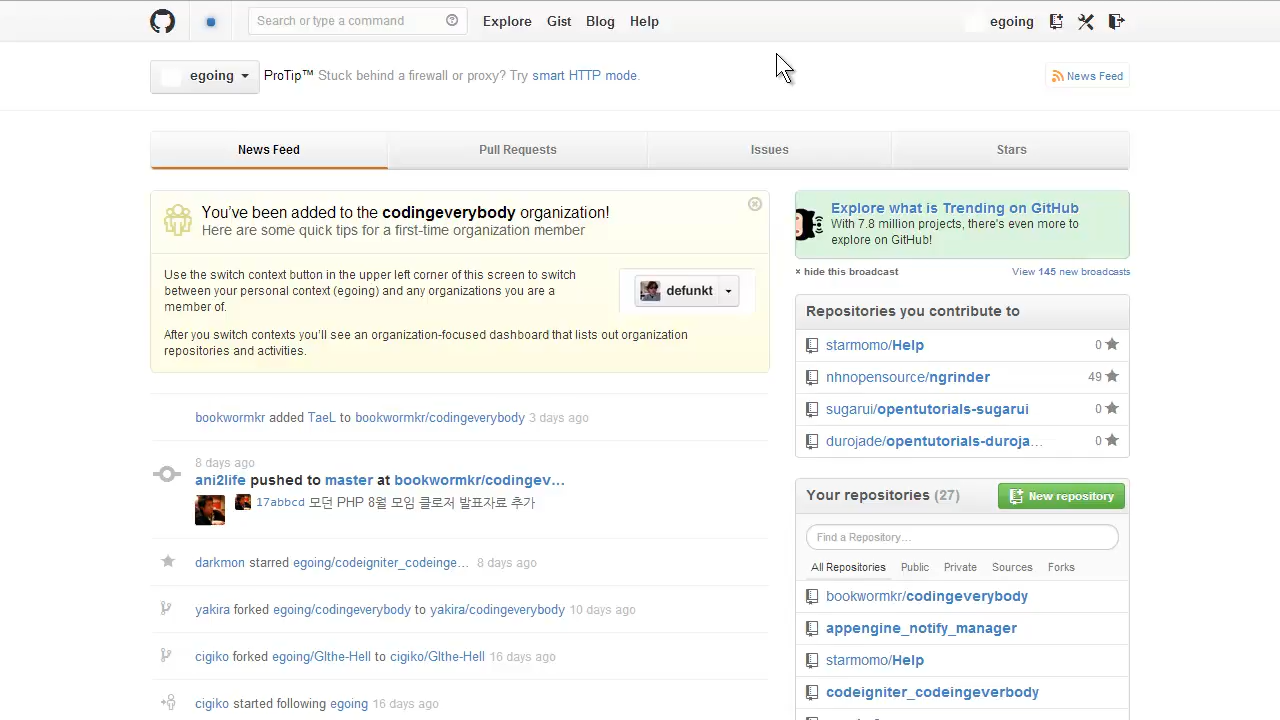 Search or type a command
Explore Gist Blog Help
egoing
egoing
ProTip™ Stuck behind a firewall or proxy? Try smart HTTP mode.
News Feed
News Feed Pull Requests Issues Stars
You've been added to the codingeverybody organization!
Here are some quick tips for a first-time organization member
Use the switch context button in the upper left corner of this screen to switch
between your personal context (egoing) and any organizations you are a
member of.
defunkt
After you switch contexts you'll see an organization-focused dashboard that lists out organization
repositories and activities.
bookwormkr added TaeL to bookwormkr/codingeverybody 3 days ago
8 days ago
ani2life pushed to master at bookwormkr/codingev...
17abbcd 모던 PHP 8월 모임 클로저 발표자료 추가
darkmon starred egoing/codeigniter_codeinge... 8 days ago
yakira forked egoing/codingeverybody to yakira/codingeverybody 10 days ago
cigiko forked egoing/GIthe-Hell to cigiko/GIthe-Hell 16 days ago
cigiko started following egoing 16 days ago
Explore what is Trending on GitHub
With 7.8 million projects, there's even more to
explore on GitHub!
× hide this broadcast View 145 new broadcasts
Repositories you contribute to
starmomo/Help 0
nhnopensource/ngrinder 49
sugarui/opentutorials-sugarui 0
durojade/opentutorials-duroja... 0
Your repositories (27) New repository
Find a Repository...
All Repositories Public Private Sources Forks
bookwormkr/codingeverybody
appengine_notify_manager
starmomo/Help
codeigniter_codeingeverbody